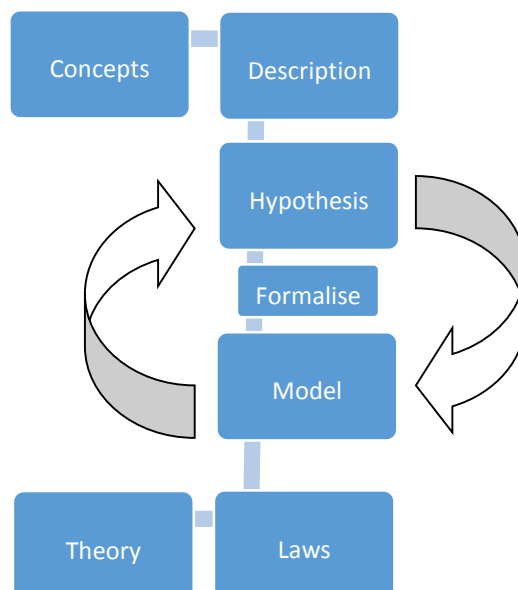 Concepts
Description
Hypothesis
Formalise
Model
Theory
Laws